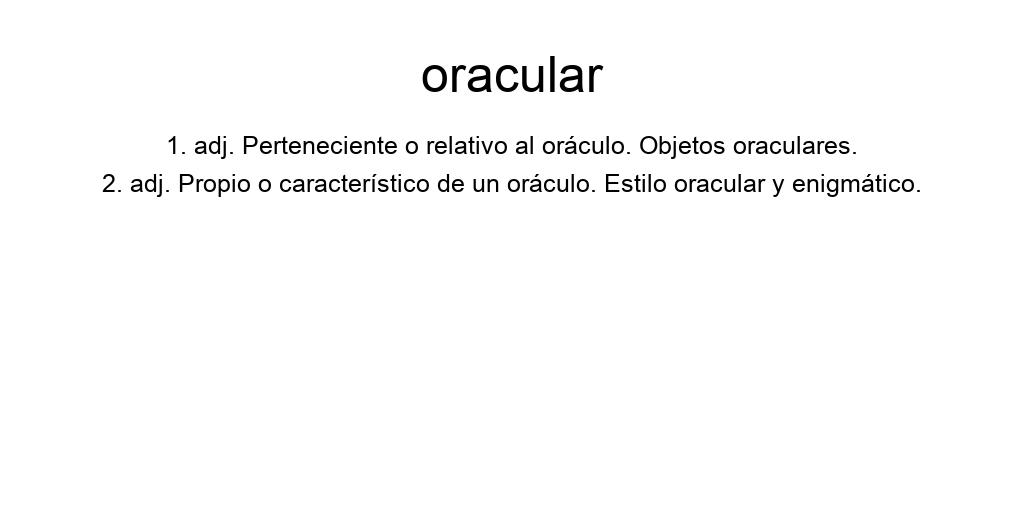 oracular
1. adj. Perteneciente o relativo al oráculo. Objetos oraculares.
2. adj. Propio o característico de un oráculo. Estilo oracular y enigmático.